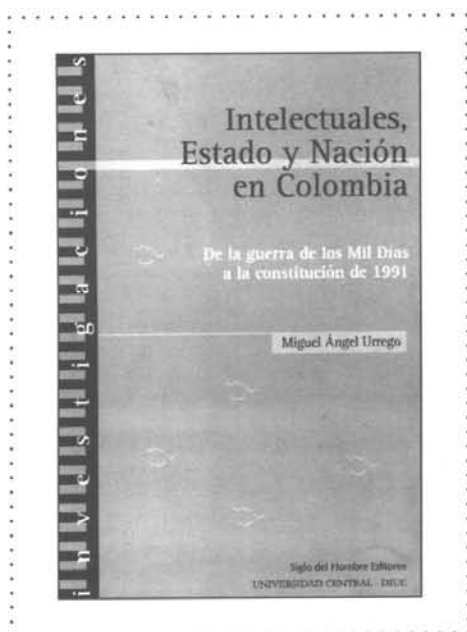 investigaciones
Intelectuales,
Estado y Nación
en Colombia
De la guerra de los Mil Días
a la constitución de 1991
Miguel Ángel Urrego
Siglo del Hombre Editores
UNIVERSIDAD CENTRAL - DIUC